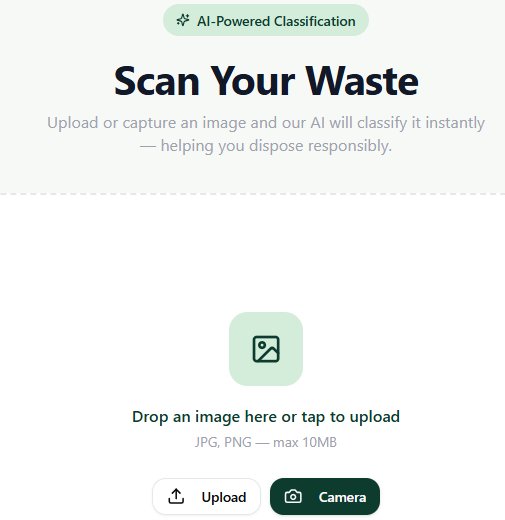 AI-Powered Classification
Scan Your Waste
Upload or capture an image and our AI will classify it instantly
— helping you dispose responsibly.
Drop an image here or tap to upload
JPG, PNG — max 10MB
Upload
Camera